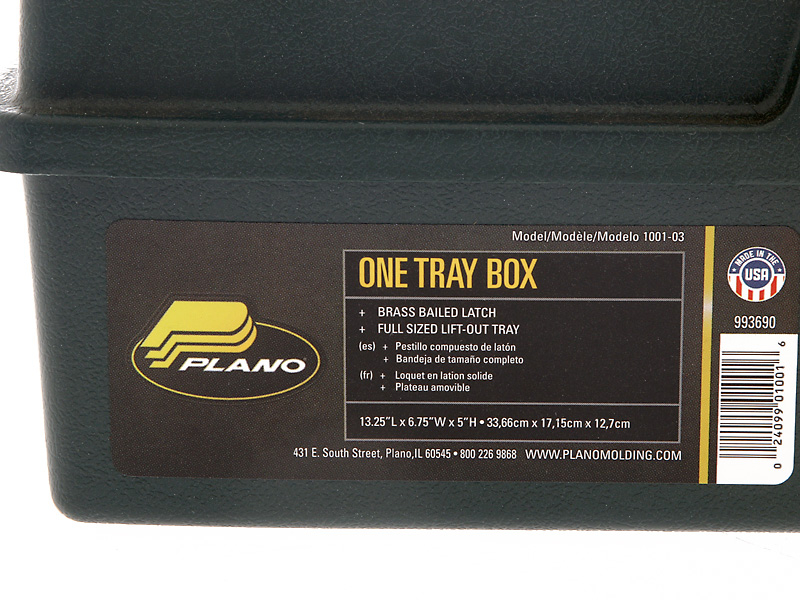 Model/Modèle/Modelo 1001-03
ONE TRAY BOX
+ BRASS BAILED LATCH
+ FULL SIZED LIFT-OUT TRAY
(es) + Pestillo compuesto de latón
+ Bandeja de tamaño completo
(fr) + Loquet en lation solide
+ Plateau amovible
13.25"L x 6.75"W x 5"H • 33,66cm x 17,15cm x 12,7cm
431 E. South Street, Plano,IL 60545 • 800 226 9868 WWW.PLANOMOLDING.COM
PLANO®
MADE IN THE
USA
993690
0 24099 01001 6